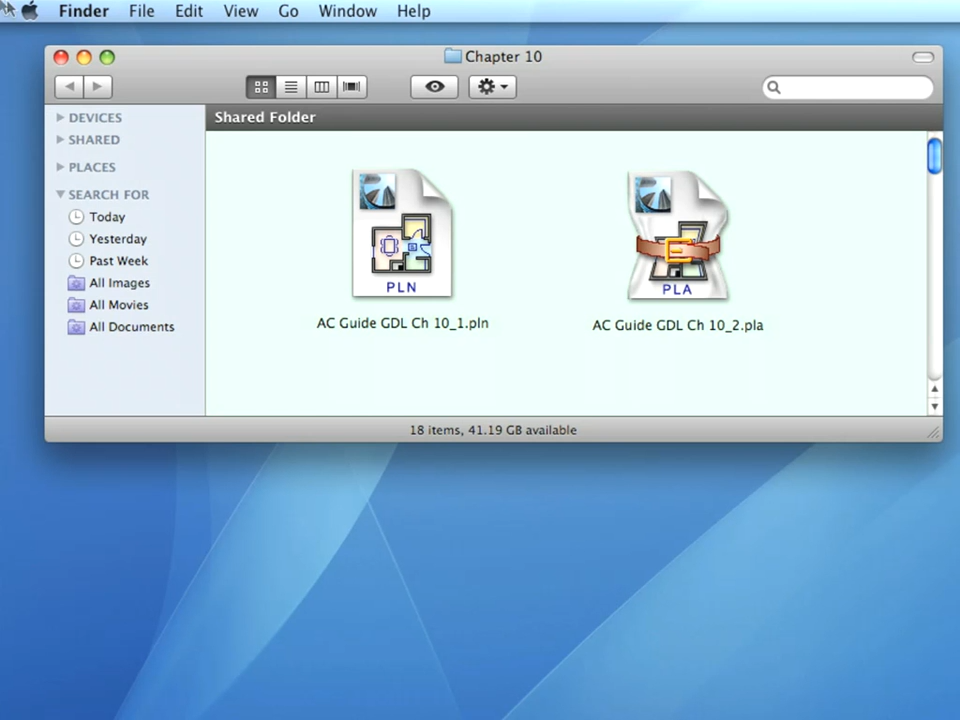 Finder File Edit View Go Window Help
Chapter 10
DEVICES
SHARED
PLACES
SEARCH FOR
Today
Yesterday
Past Week
All Images
All Movies
All Documents
Shared Folder
PLN
AC Guide GDL Ch 10_1.pln
PLA
AC Guide GDL Ch 10_2.pla
18 items, 41.19 GB available